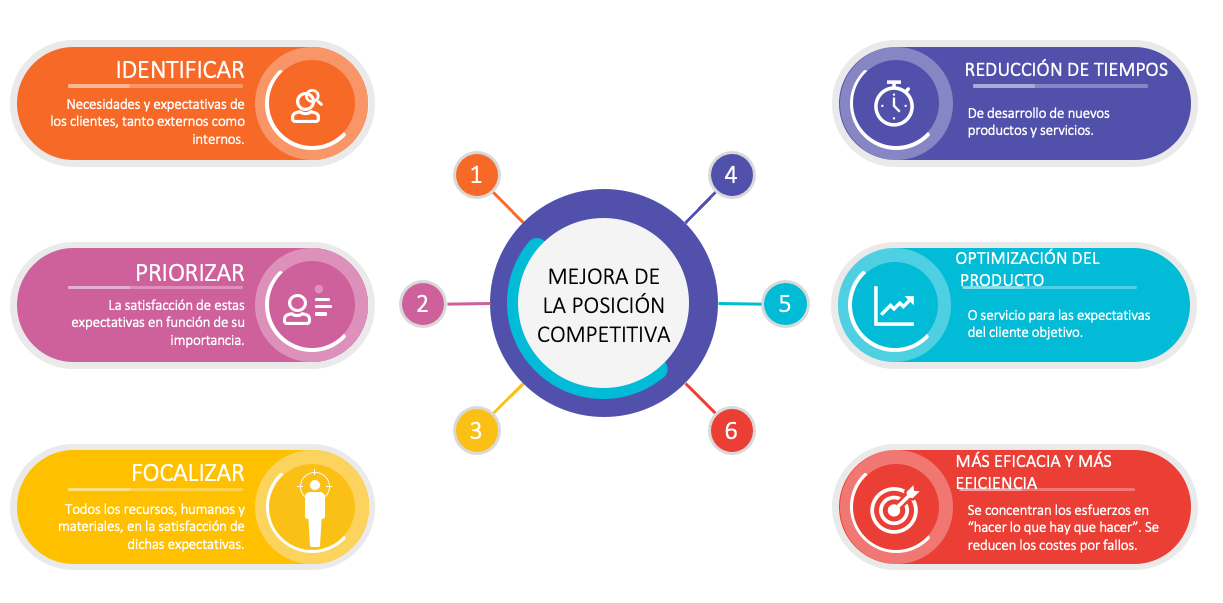 IDENTIFICAR
Necesidades y expectativas de
los clientes, tanto externos como
internos.
PRIORIZAR
La satisfacción de estas
expectativas en función de su
importancia.
FOCALIZAR
Todos los recursos, humanos y
materiales, en la satisfacción de
dichas expectativas.
1
2
3
MEJORA DE
LA POSICIÓN
COMPETITIVA
4
5
6
REDUCCIÓN DE TIEMPOS
De desarrollo de nuevos
productos y servicios.
OPTIMIZACIÓN DEL
PRODUCTO
O servicio para las expectativas
del cliente objetivo.
MÁS EFICACIA Y MÁS
EFICIENCIA
Se concentran los esfuerzos en
“hacer lo que hay que hacer”. Se
reducen los costes por fallos.